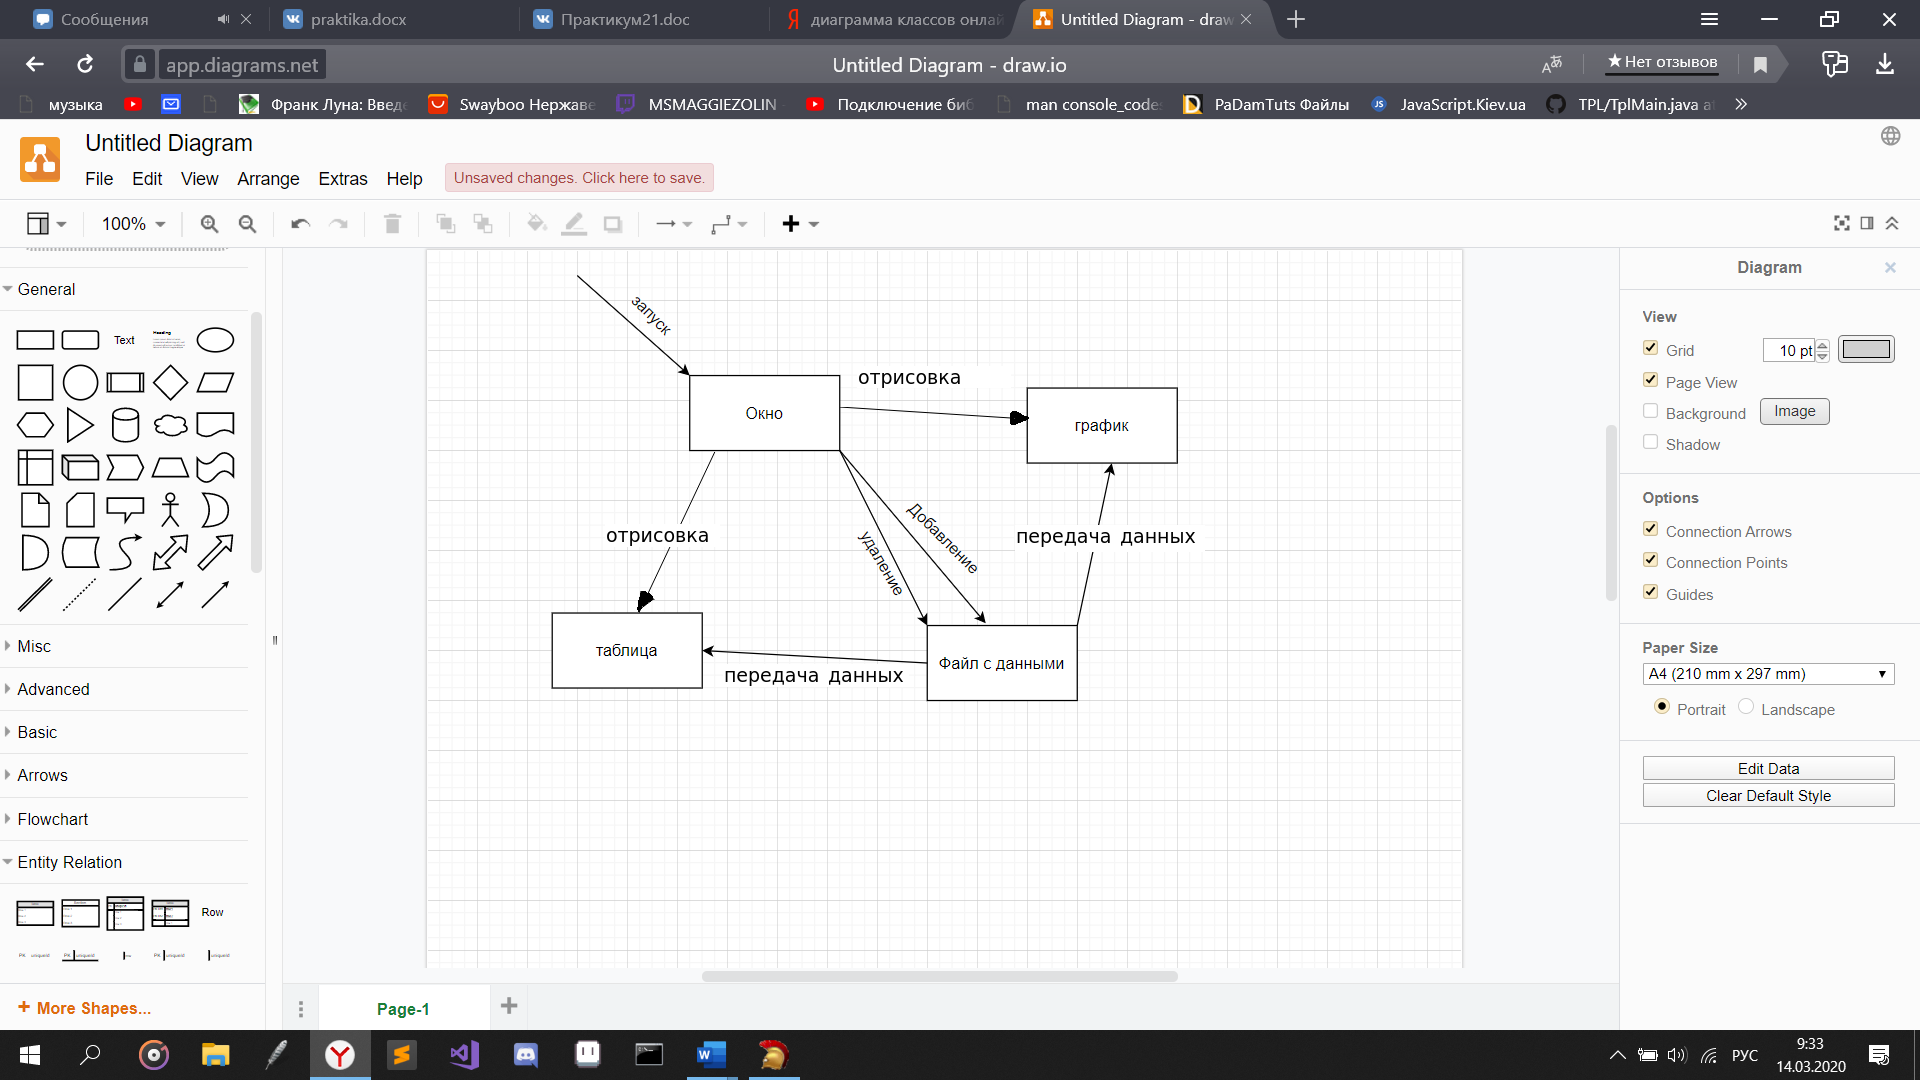 Сообщения
praktika.docx
Практикум21.doc
диаграмма классов онлай
Untitled Diagram - draw
app.diagrams.net
Untitled Diagram - draw.io
Нет отзывов
музыка
Франк Луна: Введе
Swayboo Нержаве
MSMAGGIEZOLIN
Подключение биб
man console_codes
PaDamTuts Файлы
JavaScript.Kiev.ua
TPL/TplMain.java at
Untitled Diagram
File Edit View Arrange Extras Help
Unsaved changes. Click here to save.
100%
General
Text
Heading
Misc
Advanced
Basic
Arrows
Flowchart
Entity Relation
Row
+ More Shapes...
запуск
Окно
отрисовка
график
отрисовка
Добавление
удаление
передача данных
таблица
передача данных
Файл с данными
Page-1
Diagram
View
Grid
10 pt
Page View
Background
Image
Shadow
Options
Connection Arrows
Connection Points
Guides
Paper Size
A4 (210 mm x 297 mm)
Portrait
Landscape
Edit Data
Clear Default Style
РУС
9:33
14.03.2020